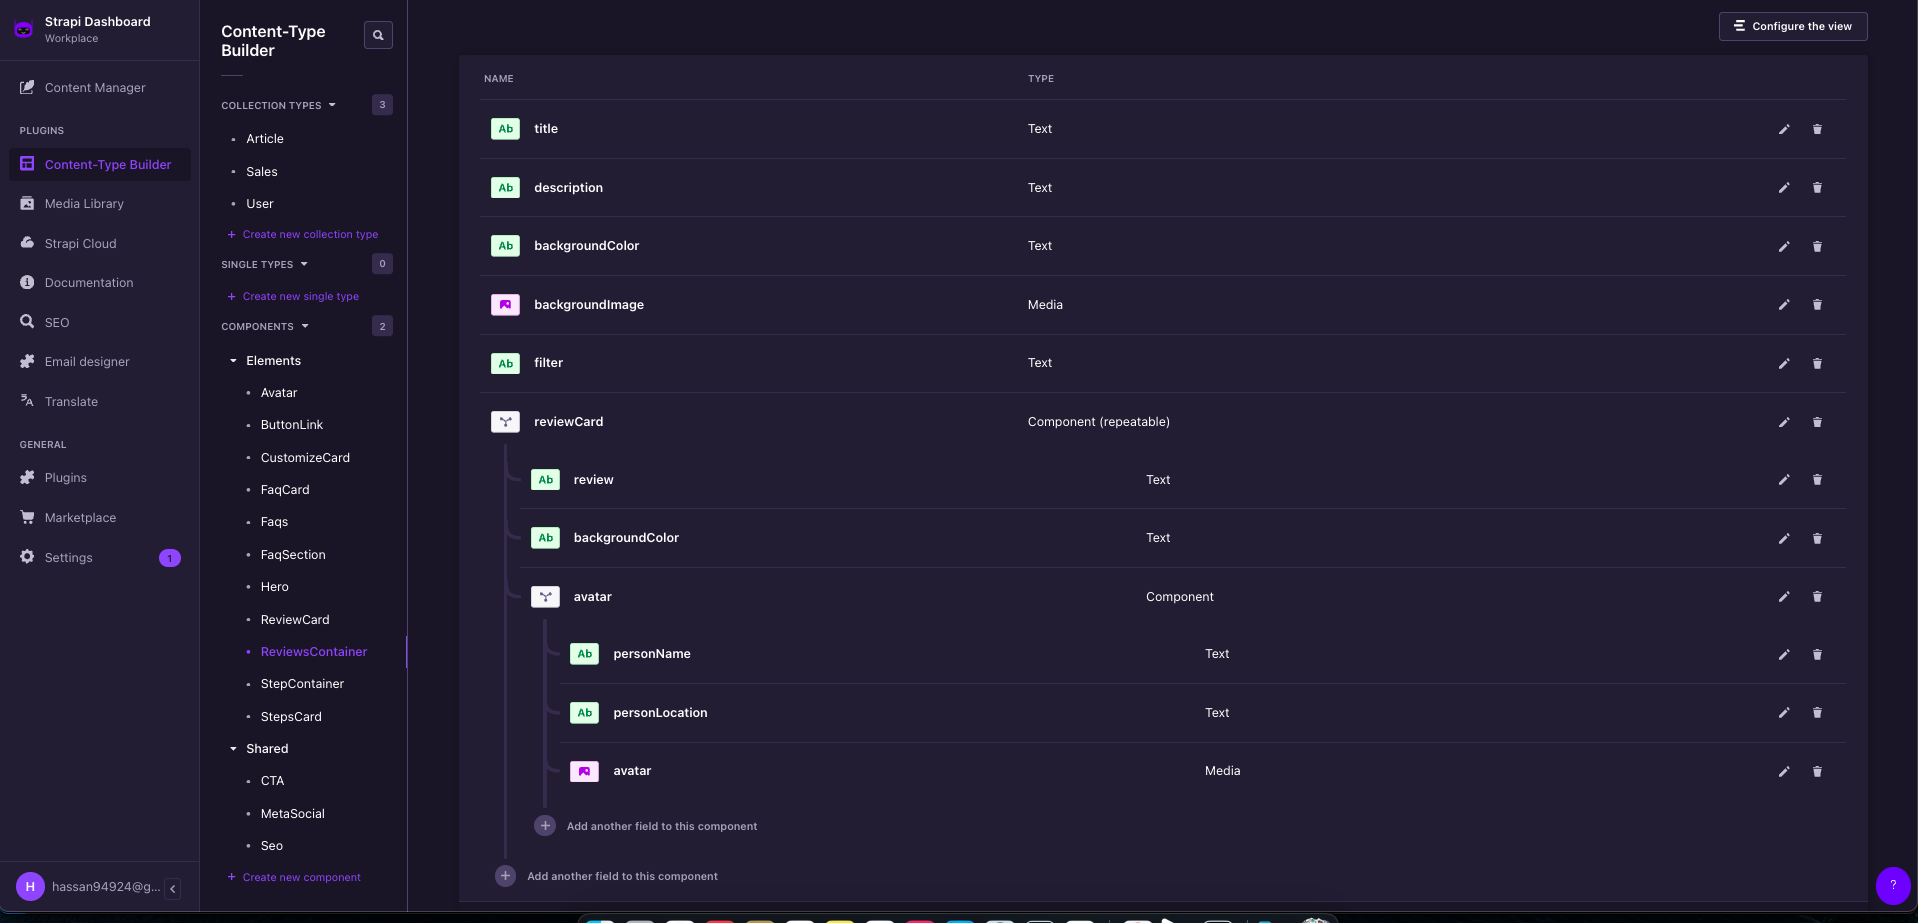 Strapi Dashboard
Workplace
Content Manager
PLUGINS
Content-Type Builder
Media Library
Strapi Cloud
Documentation
SEO
Email designer
Translate
GENERAL
Plugins
Marketplace
Settings
1
H
hassan94924@g...
Content-Type
Builder
COLLECTION TYPES
3
Article
Sales
User
+ Create new collection type
SINGLE TYPES
0
+ Create new single type
COMPONENTS
2
Elements
Avatar
ButtonLink
CustomizeCard
FaqCard
Faqs
FaqSection
Hero
ReviewCard
ReviewsContainer
StepContainer
StepsCard
Shared
CTA
MetaSocial
Seo
+ Create new component
Configure the view
NAME TYPE
Ab title Text
Ab description Text
Ab backgroundColor Text
backgroundImage Media
Ab filter Text
reviewCard Component (repeatable)
Ab review Text
Ab backgroundColor Text
avatar Component
Ab personName Text
Ab personLocation Text
avatar Media
+ Add another field to this component
+ Add another field to this component
?